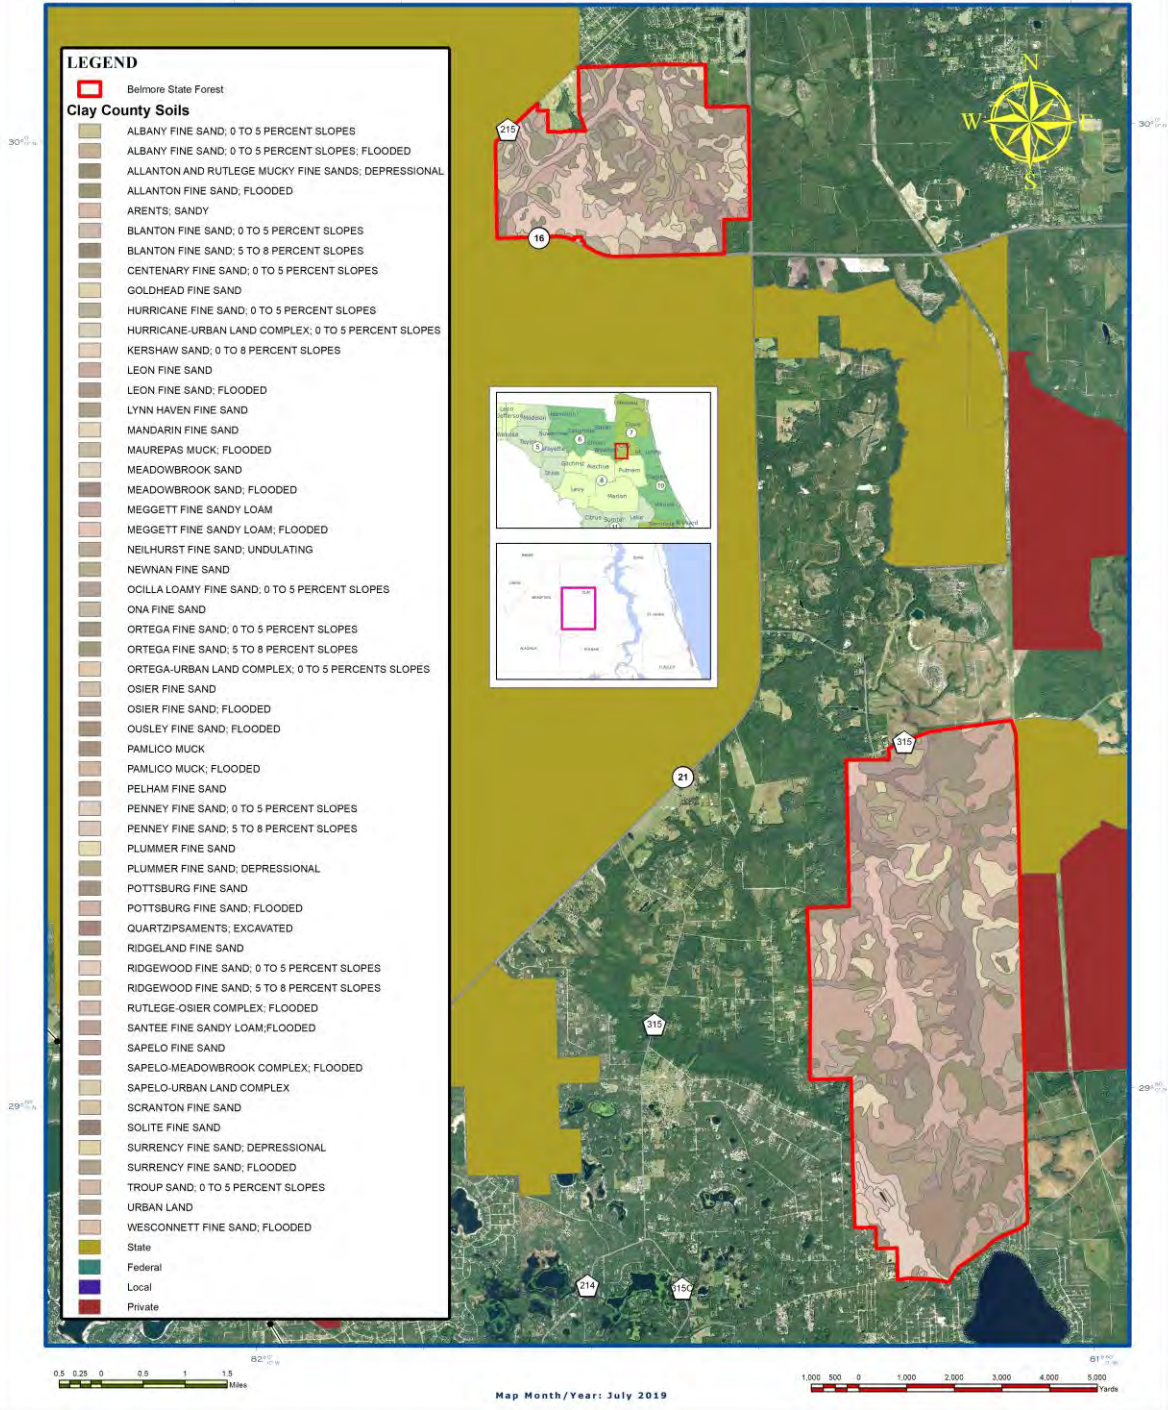 LEGEND
Belmore State Forest
Clay County Soils
ALBANY FINE SAND; 0 TO 5 PERCENT SLOPES
ALBANY FINE SAND; 0 TO 5 PERCENT SLOPES; FLOODED
ALLANTON AND RUTLEGE MUCKY FINE SANDS; DEPRESSIONAL
ALLANTON FINE SAND; FLOODED
ARENTS; SANDY
BLANTON FINE SAND; 0 TO 5 PERCENT SLOPES
BLANTON FINE SAND; 5 TO 8 PERCENT SLOPES
CENTENARY FINE SAND; 0 TO 5 PERCENT SLOPES
GOLDHEAD FINE SAND
HURRICANE FINE SAND; 0 TO 5 PERCENT SLOPES
HURRICANE-URBAN LAND COMPLEX; 0 TO 5 PERCENT SLOPES
KERSHAW SAND; 0 TO 8 PERCENT SLOPES
LEON FINE SAND
LEON FINE SAND; FLOODED
LYNN HAVEN FINE SAND
MANDARIN FINE SAND
MAUREPAS MUCK; FLOODED
MEADOWBROOK SAND
MEADOWBROOK SAND; FLOODED
MEGGETT FINE SANDY LOAM
MEGGETT FINE SANDY LOAM; FLOODED
NEILHURST FINE SAND; UNDULATING
NEWNAN FINE SAND
OCILLA LOAMY FINE SAND; 0 TO 5 PERCENT SLOPES
ONA FINE SAND
ORTEGA FINE SAND; 0 TO 5 PERCENT SLOPES
ORTEGA FINE SAND; 5 TO 8 PERCENT SLOPES
ORTEGA-URBAN LAND COMPLEX; 0 TO 5 PERCENTS SLOPES
OSIER FINE SAND
OSIER FINE SAND; FLOODED
OUSLEY FINE SAND; FLOODED
PAMLICO MUCK
PAMLICO MUCK; FLOODED
PELHAM FINE SAND
PENNEY FINE SAND; 0 TO 5 PERCENT SLOPES
PENNEY FINE SAND; 5 TO 8 PERCENT SLOPES
PLUMMER FINE SAND
PLUMMER FINE SAND; DEPRESSIONAL
POTTSBURG FINE SAND
POTTSBURG FINE SAND; FLOODED
QUARTZIPSAMENTS; EXCAVATED
RIDGELAND FINE SAND
RIDGEWOOD FINE SAND; 0 TO 5 PERCENT SLOPES
RIDGEWOOD FINE SAND; 5 TO 8 PERCENT SLOPES
RUTLEGE-OSIER COMPLEX; FLOODED
SANTEE FINE SANDY LOAM;FLOODED
SAPELO FINE SAND
SAPELO-MEADOWBROOK COMPLEX; FLOODED
SAPELO-URBAN LAND COMPLEX
SCRANTON FINE SAND
SOLITE FINE SAND
SURRENCY FINE SAND; DEPRESSIONAL
SURRENCY FINE SAND; FLOODED
TROUP SAND; 0 TO 5 PERCENT SLOPES
URBAN LAND
WESCONNETT FINE SAND; FLOODED
State
Federal
Local
Private
N
W E
S
215
16
Madison
Levy
Marion
Putnam
Citrus
Lake
5
6
7
8
10
315
21
315
214
315C
0.5 0.25 0 0.5 1 1.5
Miles
Map Month/Year: July 2019
1,000 500 0 1,000 2,000 3,000 4,000 5,000
Yards